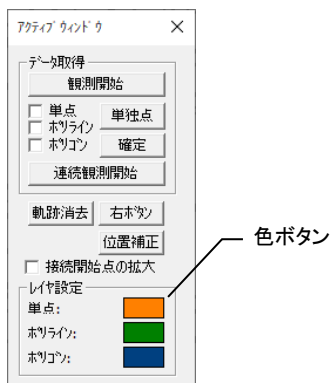 ｱｸﾃｨﾌﾞ ｳｨﾝﾄﾞｳ
ﾃﾞｰﾀ取得
観測開始
単点
ﾎﾟﾘﾗｲﾝ
ﾎﾟﾘｺﾞﾝ
単独点
確定
連続観測開始
軌跡消去 右ﾎﾞﾀﾝ
位置補正
接続開始点の拡大
ﾚｲﾔ設定
単点:
ﾎﾟﾘﾗｲﾝ:
ﾎﾟﾘｺﾞﾝ:
色ボタン